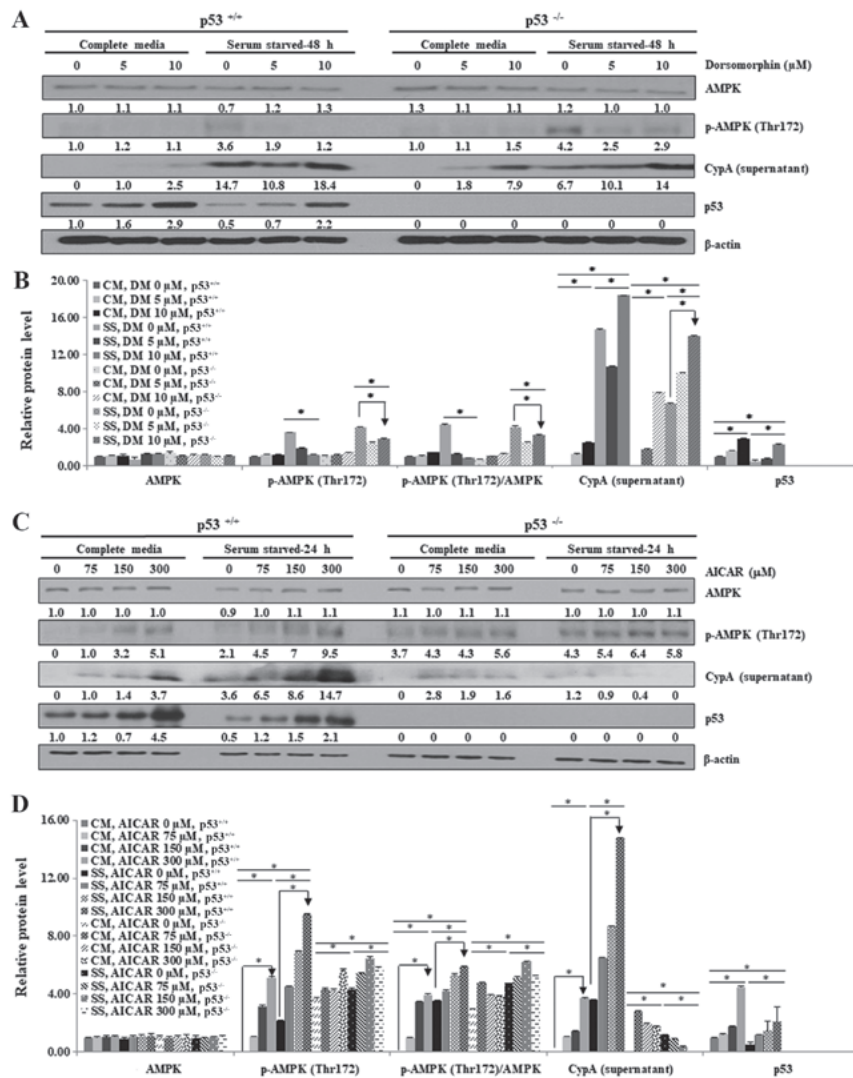 A
p53 +/+ p53 -/-
Complete media Serum starved-48 h Complete media Serum starved-48 h
0 5 10 0 5 10 0 5 10 0 5 10 Dorsomorphin (µM)
AMPK
1.0 1.1 1.1 0.7 1.2 1.3 1.3 1.1 1.1 1.2 1.0 1.0
p-AMPK (Thr172)
1.0 1.2 1.1 3.6 1.9 1.2 1.0 1.1 1.5 4.2 2.5 2.9
CypA (supernatant)
0 1.0 2.5 14.7 10.8 18.4 0 1.8 7.9 6.7 10.1 14
p53
1.0 1.6 2.9 0.5 0.7 2.2 0 0 0 0 0 0
β-actin
B
Relative protein level
20.00
16.00
12.00
8.00
4.00
0.00
CM, DM 0 µM, p53+/+
CM, DM 5 µM, p53+/+
CM, DM 10 µM, p53+/+
SS, DM 0 µM, p53+/+
SS, DM 5 µM, p53+/+
SS, DM 10 µM, p53+/+
CM, DM 0 µM, p53-/-
CM, DM 5 µM, p53-/-
CM, DM 10 µM, p53-/-
SS, DM 0 µM, p53-/-
SS, DM 5 µM, p53-/-
SS, DM 10 µM, p53-/-
AMPK p-AMPK (Thr172) p-AMPK (Thr172)/AMPK CypA (supernatant) p53
C
p53 +/+ p53 -/-
Complete media Serum starved-24 h Complete media Serum starved-24 h
0 75 150 300 0 75 150 300 0 75 150 300 0 75 150 300 AICAR (µM)
AMPK
1.0 1.0 1.0 1.0 0.9 1.0 1.1 1.1 1.1 1.0 1.1 1.1 1.0 1.0 1.0 1.1
p-AMPK (Thr172)
0 1.0 3.2 5.1 2.1 4.5 7 9.5 3.7 4.3 4.3 5.6 4.3 5.4 6.4 5.8
CypA (supernatant)
0 1.0 1.4 3.7 3.6 6.5 8.6 14.7 0 2.8 1.9 1.6 1.2 0.9 0.4 0
p53
1.0 1.2 0.7 4.5 0.5 1.2 1.5 2.1 0 0 0 0 0 0 0 0
β-actin
D
Relative protein level
16.00
12.00
8.00
4.00
0.00
CM, AICAR 0 µM, p53+/+
CM, AICAR 75 µM, p53+/+
CM, AICAR 150 µM, p53+/+
CM, AICAR 300 µM, p53+/+
SS, AICAR 0 µM, p53+/+
SS, AICAR 75 µM, p53+/+
SS, AICAR 150 µM, p53+/+
SS, AICAR 300 µM, p53+/+
CM, AICAR 0 µM, p53-/-
CM, AICAR 75 µM, p53-/-
CM, AICAR 150 µM, p53-/-
CM, AICAR 300 µM, p53-/-
SS, AICAR 0 µM, p53-/-
SS, AICAR 75 µM, p53-/-
SS, AICAR 150 µM, p53-/-
SS, AICAR 300 µM, p53-/-
AMPK p-AMPK (Thr172) p-AMPK (Thr172)/AMPK CypA (supernatant) p53